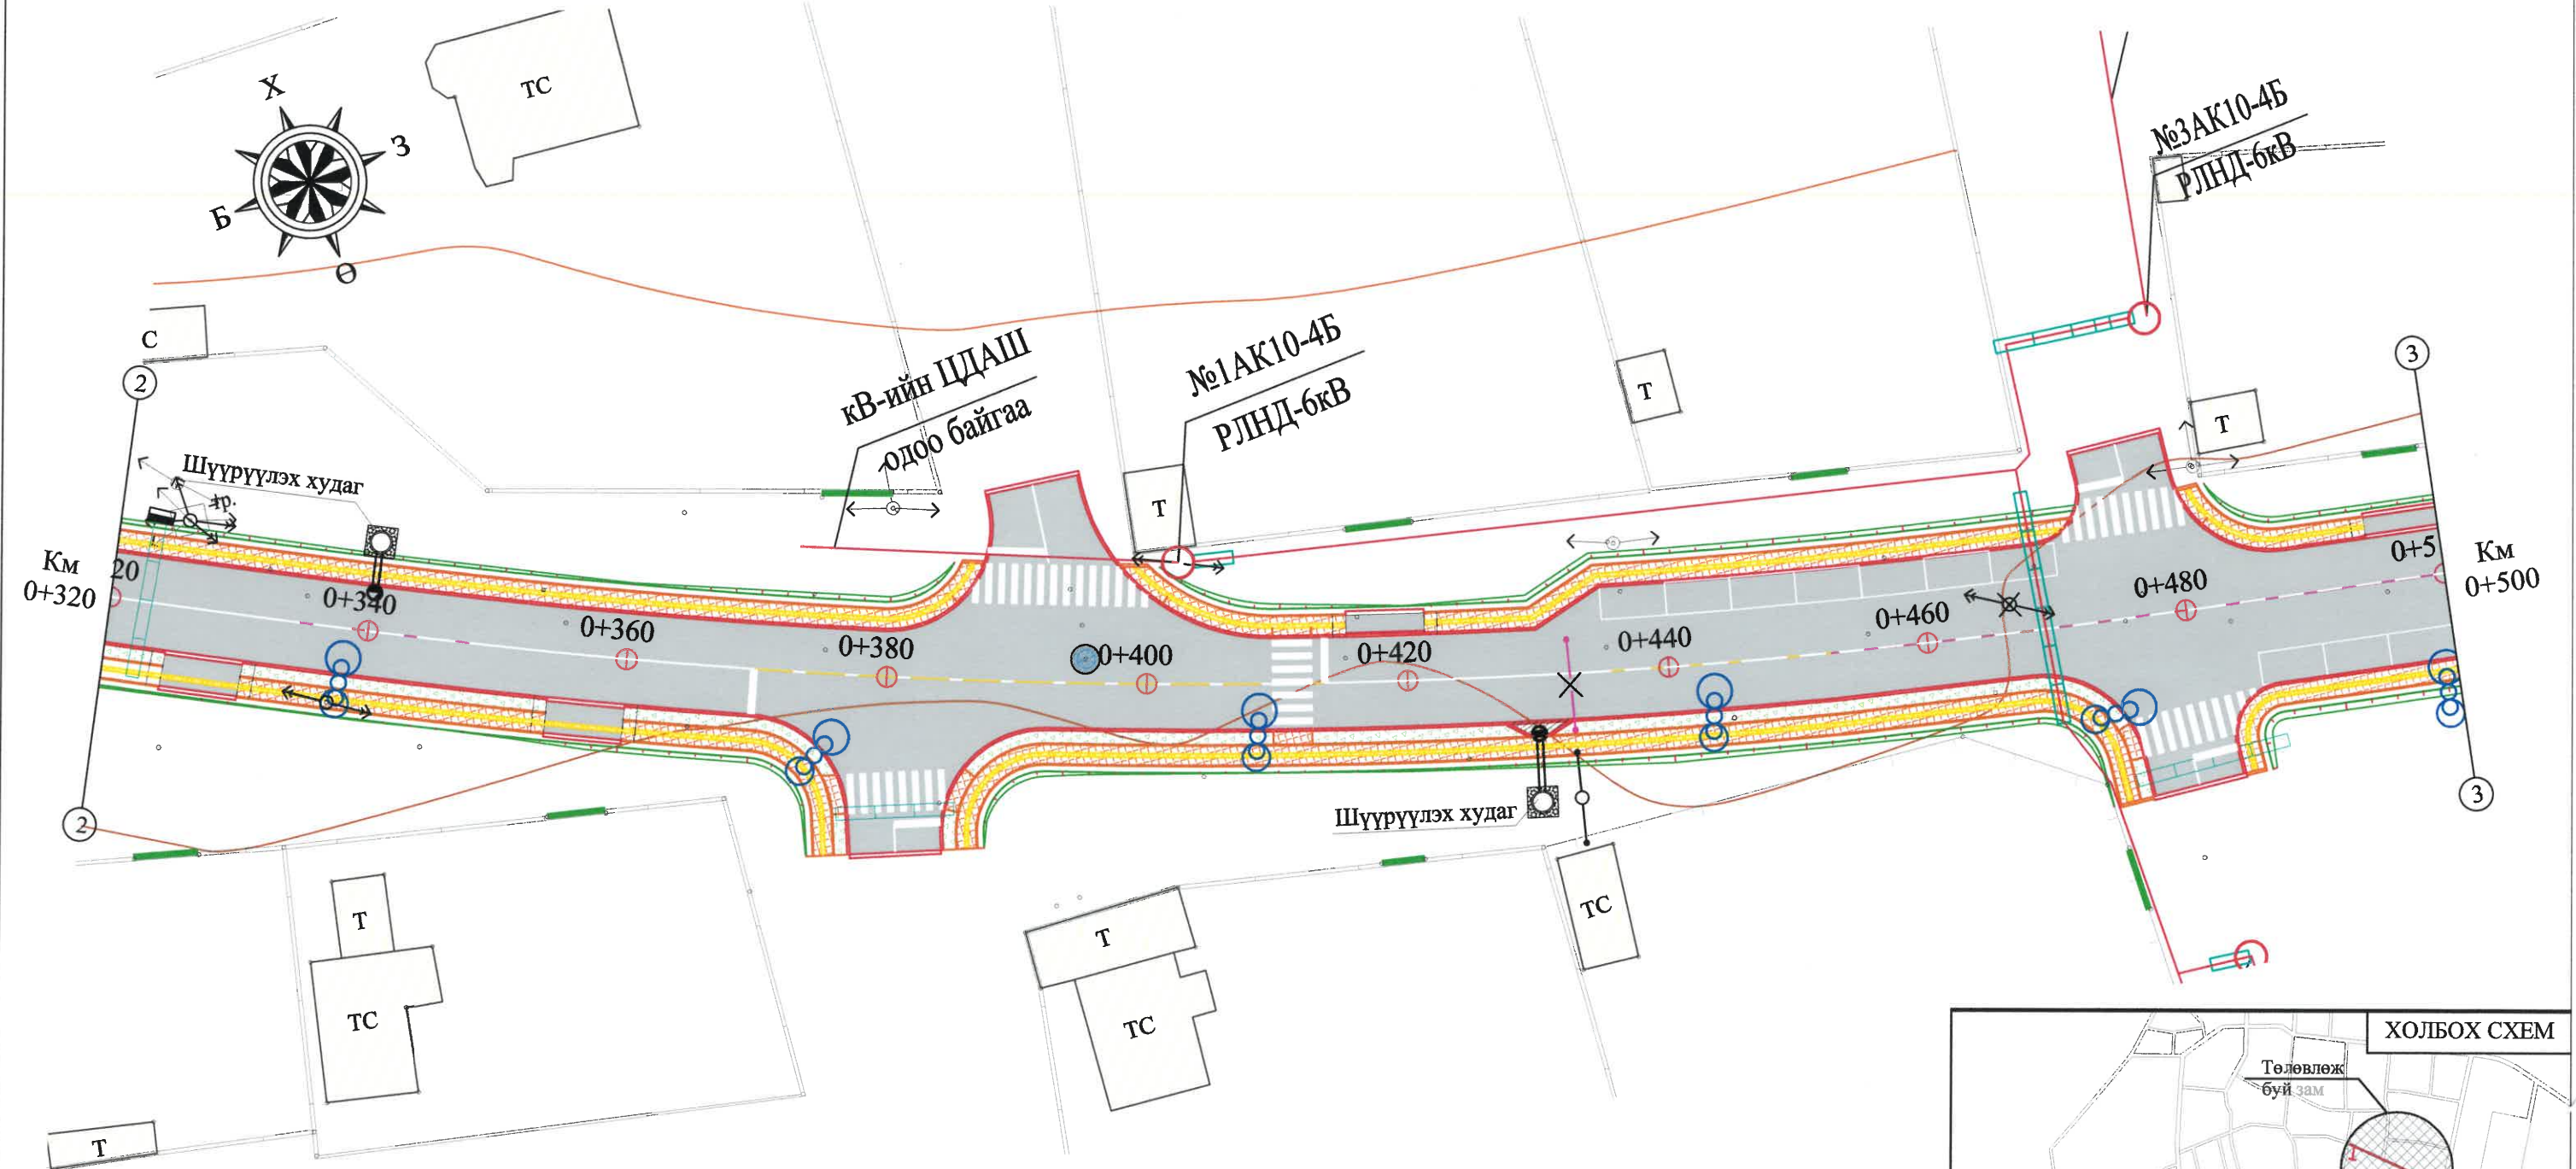 Х
З
Б
Ө
ТС
№3АК10-4Б
РЛНД-6кВ
С
2
3
кВ-ийн ЦДАШ
одоо байгаа
№1АК10-4Б
РЛНД-6кВ
Т
Т
Т
Шүүрүүлэх худаг
тр.
Км
0+320
20
0+340
0+360
0+380
0+400
0+420
0+440
0+460
0+480
0+5
Км
0+500
2
3
Шүүрүүлэх худаг
Т
ТС
Т
ТС
ТС
Т
ХОЛБОХ СХЕМ
Төлөвлөж
буй зам
1